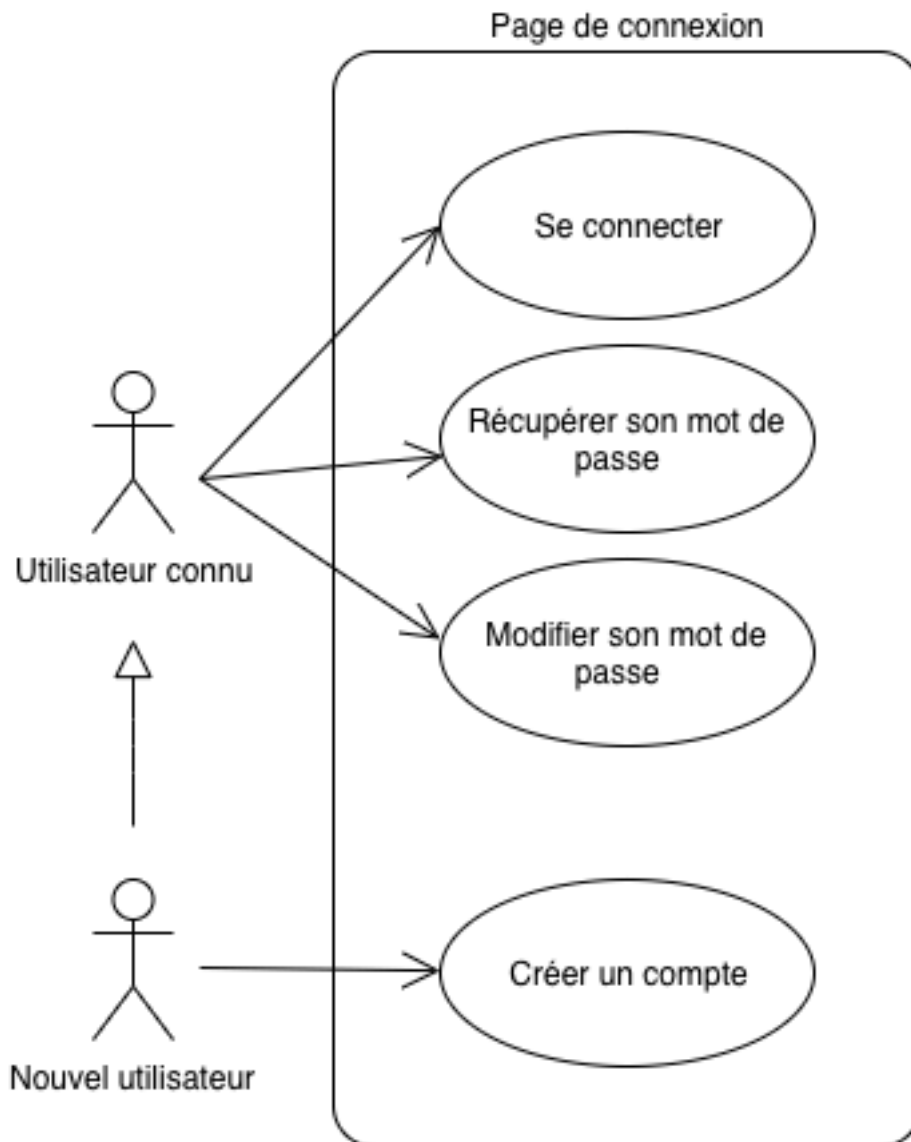 Page de connexion
Se connecter
Récupérer son mot de
passe
Utilisateur connu
Modifier son mot de
passe
Créer un compte
Nouvel utilisateur